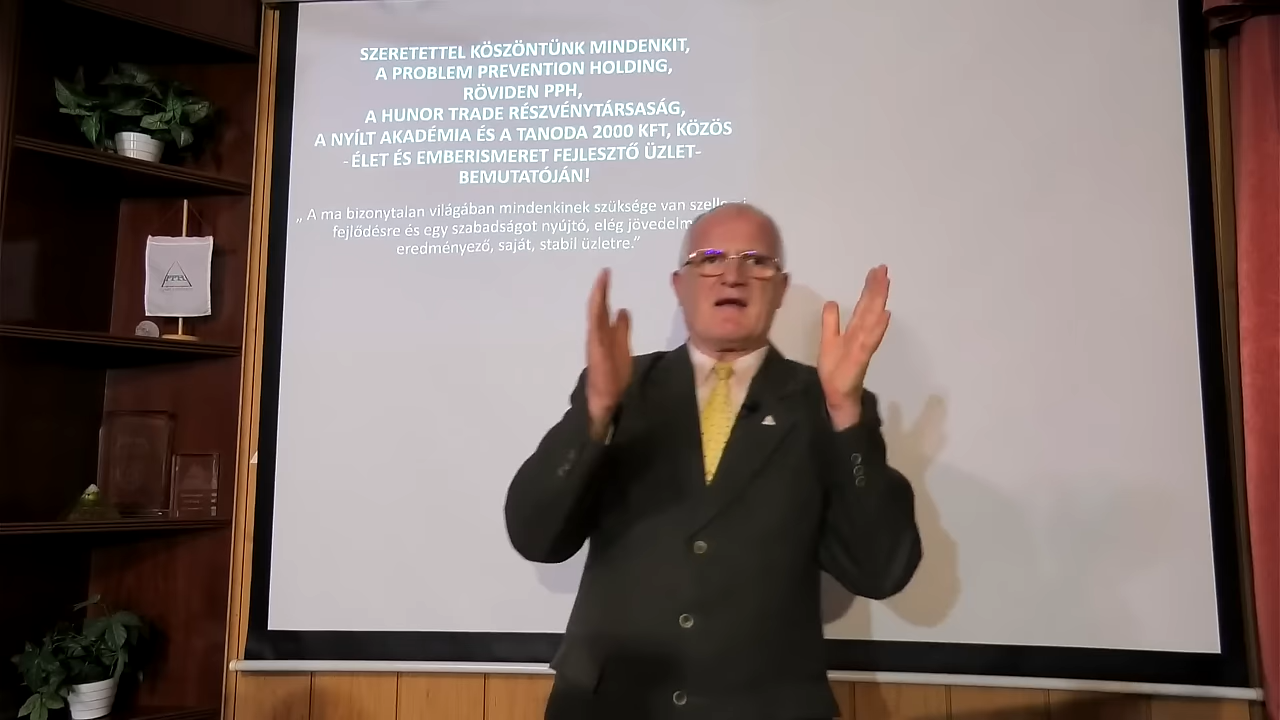 SZERETETTEL KÖSZÖNTÜNK MINDENKIT,
A PROBLEM PREVENTION HOLDING,
RÖVIDEN PPH,
A HUNOR TRADE RÉSZVÉNYTÁRSASÁG,
A NYÍLT AKADÉMIA ÉS A TANODA 2000 KFT, KÖZÖS
-ÉLET ÉS EMBERISMERET FEJLESZTŐ ÜZLET-
BEMUTATÓJÁN!
„ A ma bizonytalan világában mindenkinek szüksége van
fejlődésre és egy szabadságot nyújtó, elég
eredményező, saját, stabil üzletre.”
PPH